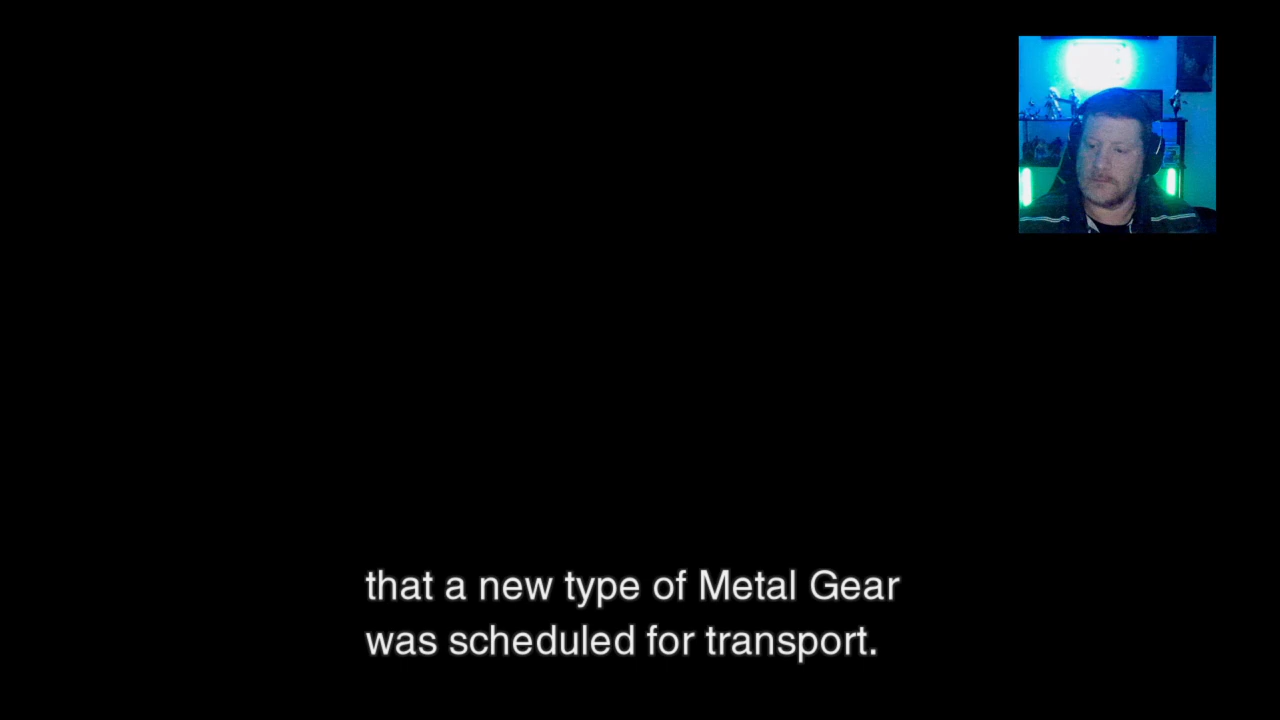 that a new type of Metal Gear
was scheduled for transport.